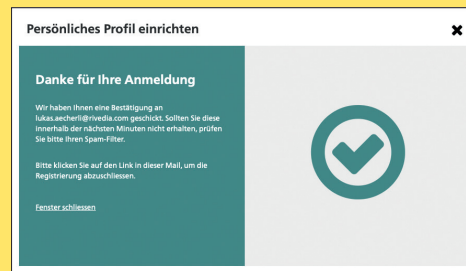 Persönliches Profil einrichten
Danke für Ihre Anmeldung
Wir haben Ihnen eine Bestätigung an
lukas.aecherli@rivedia.com geschickt. Sollten Sie diese
innerhalb der nächsten Minuten nicht erhalten, prüfen
Sie bitte Ihren Spam-Filter.
Bitte klicken Sie auf den Link in dieser Mail, um die
Registrierung abzuschliessen.
Fenster schliessen